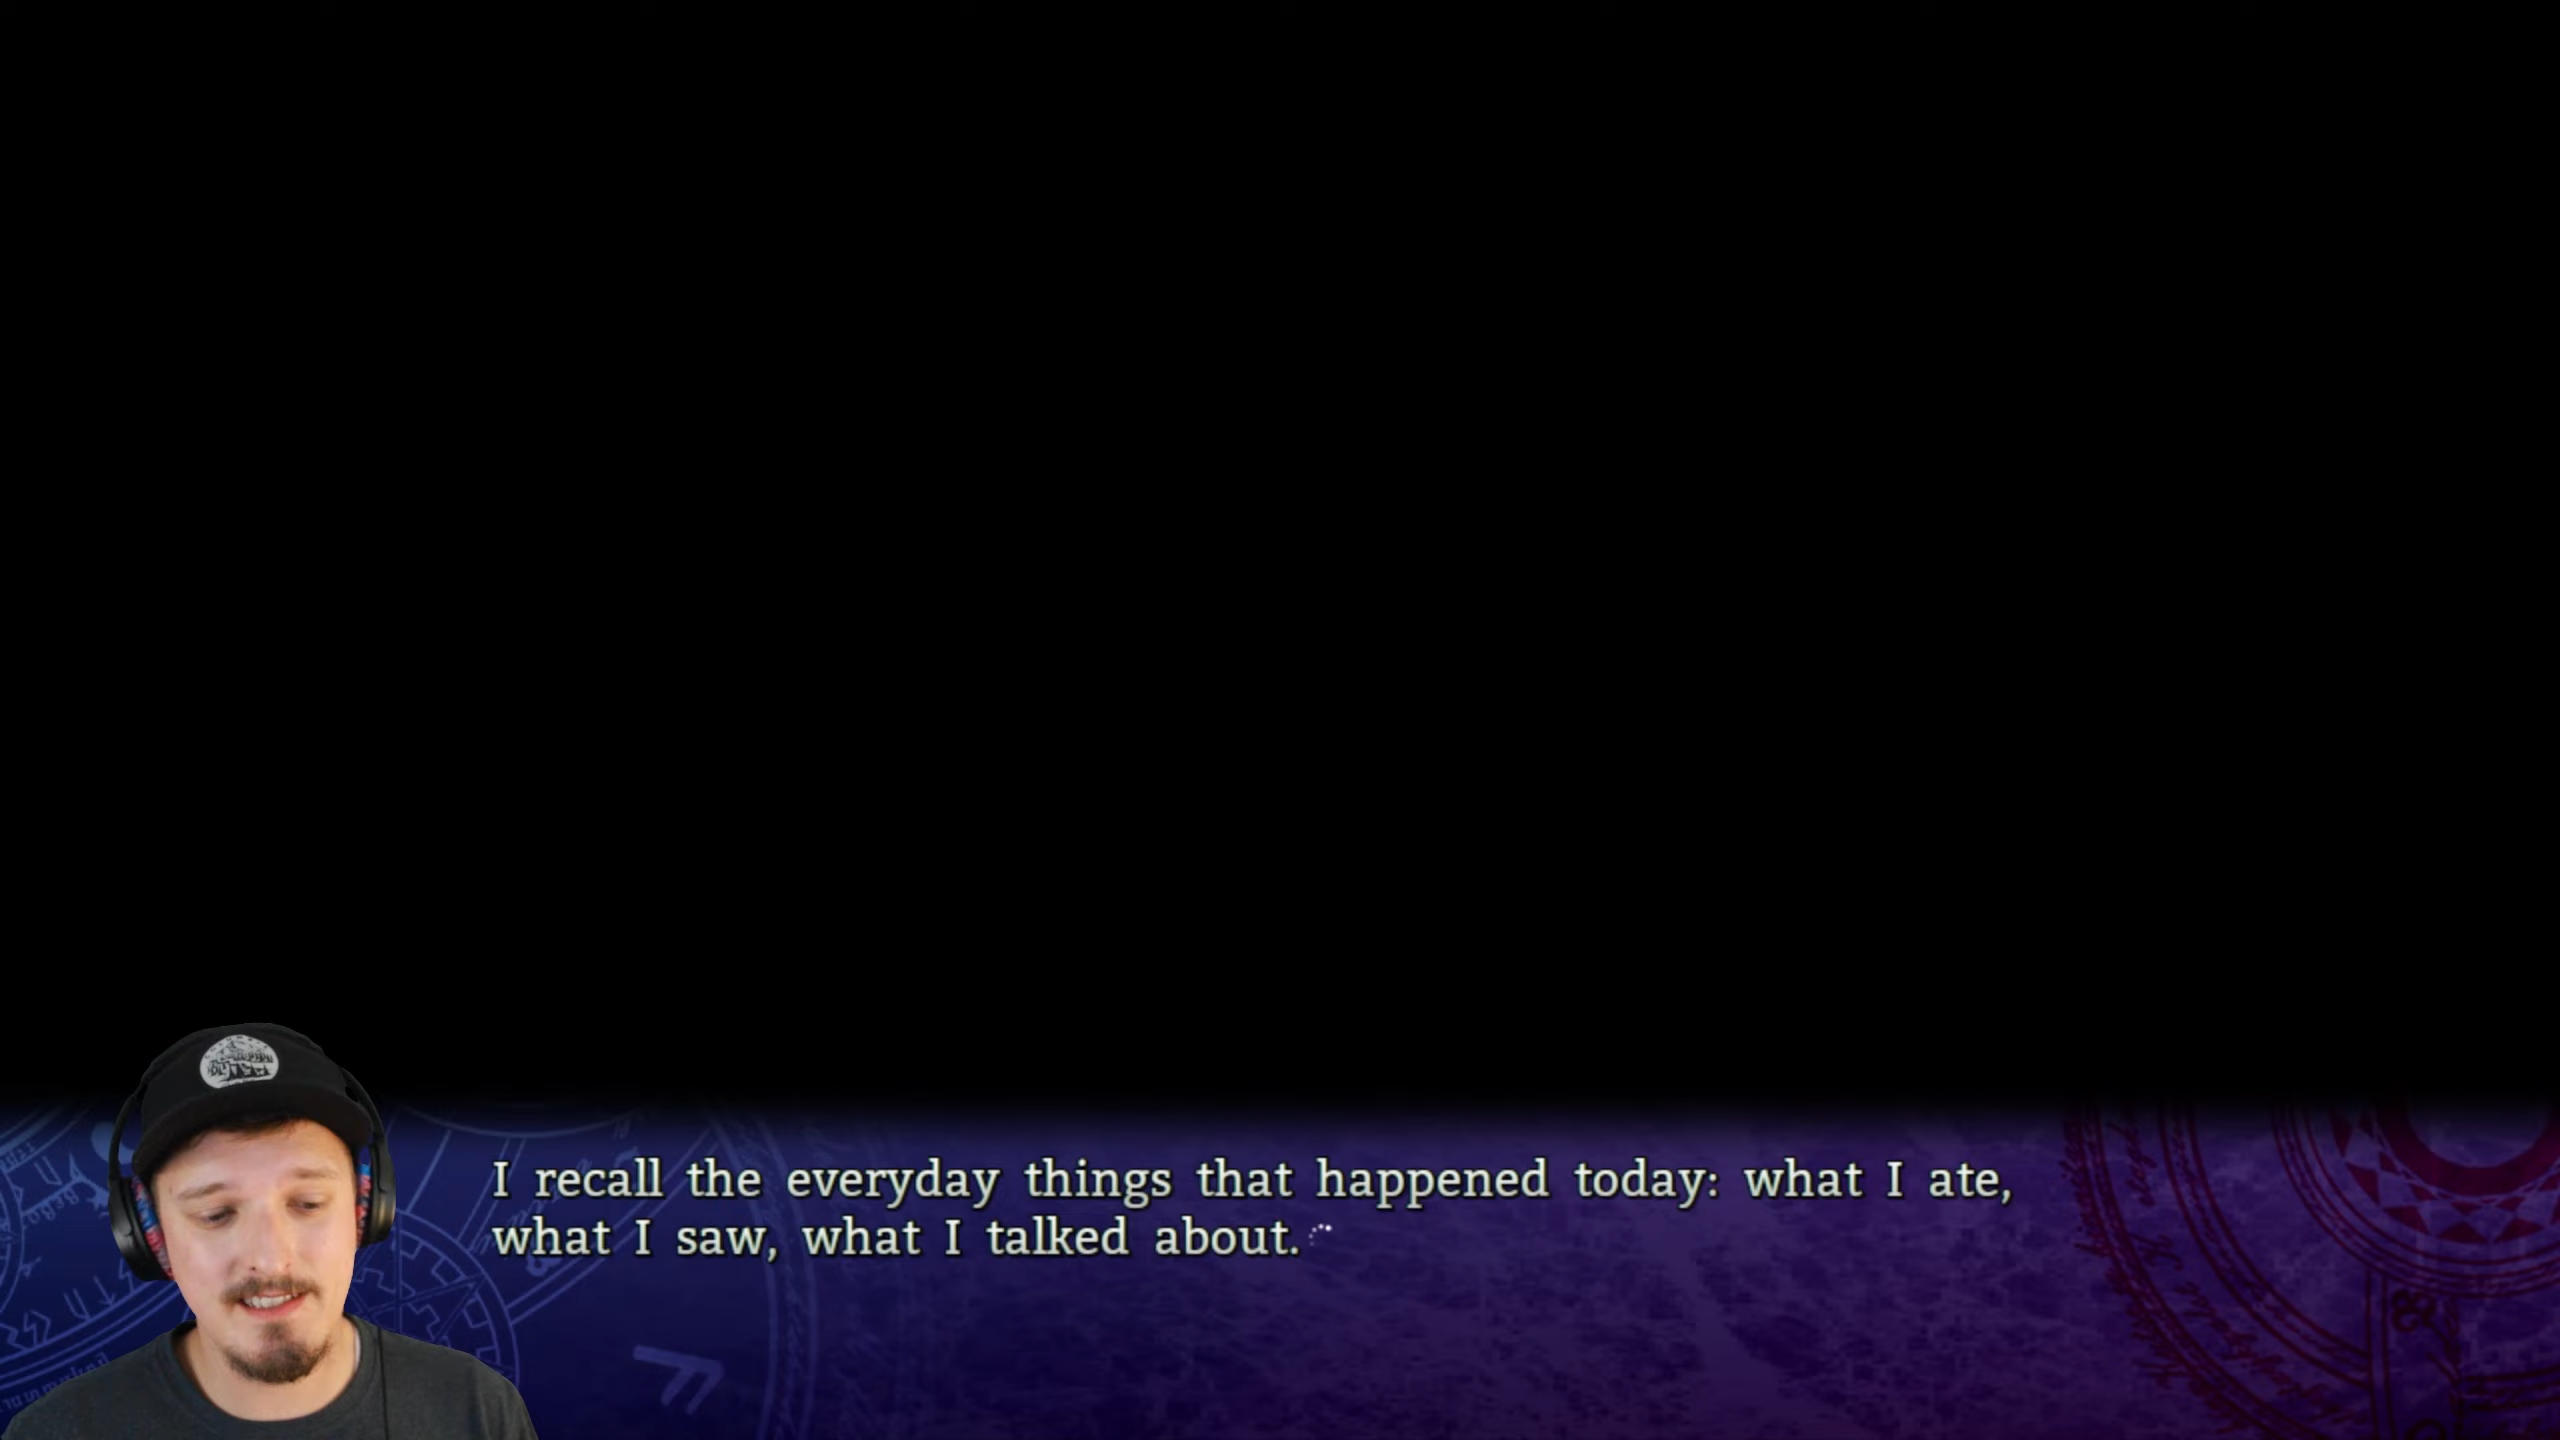 I recall the everyday things that happened today: what I ate,
what I saw, what I talked about.